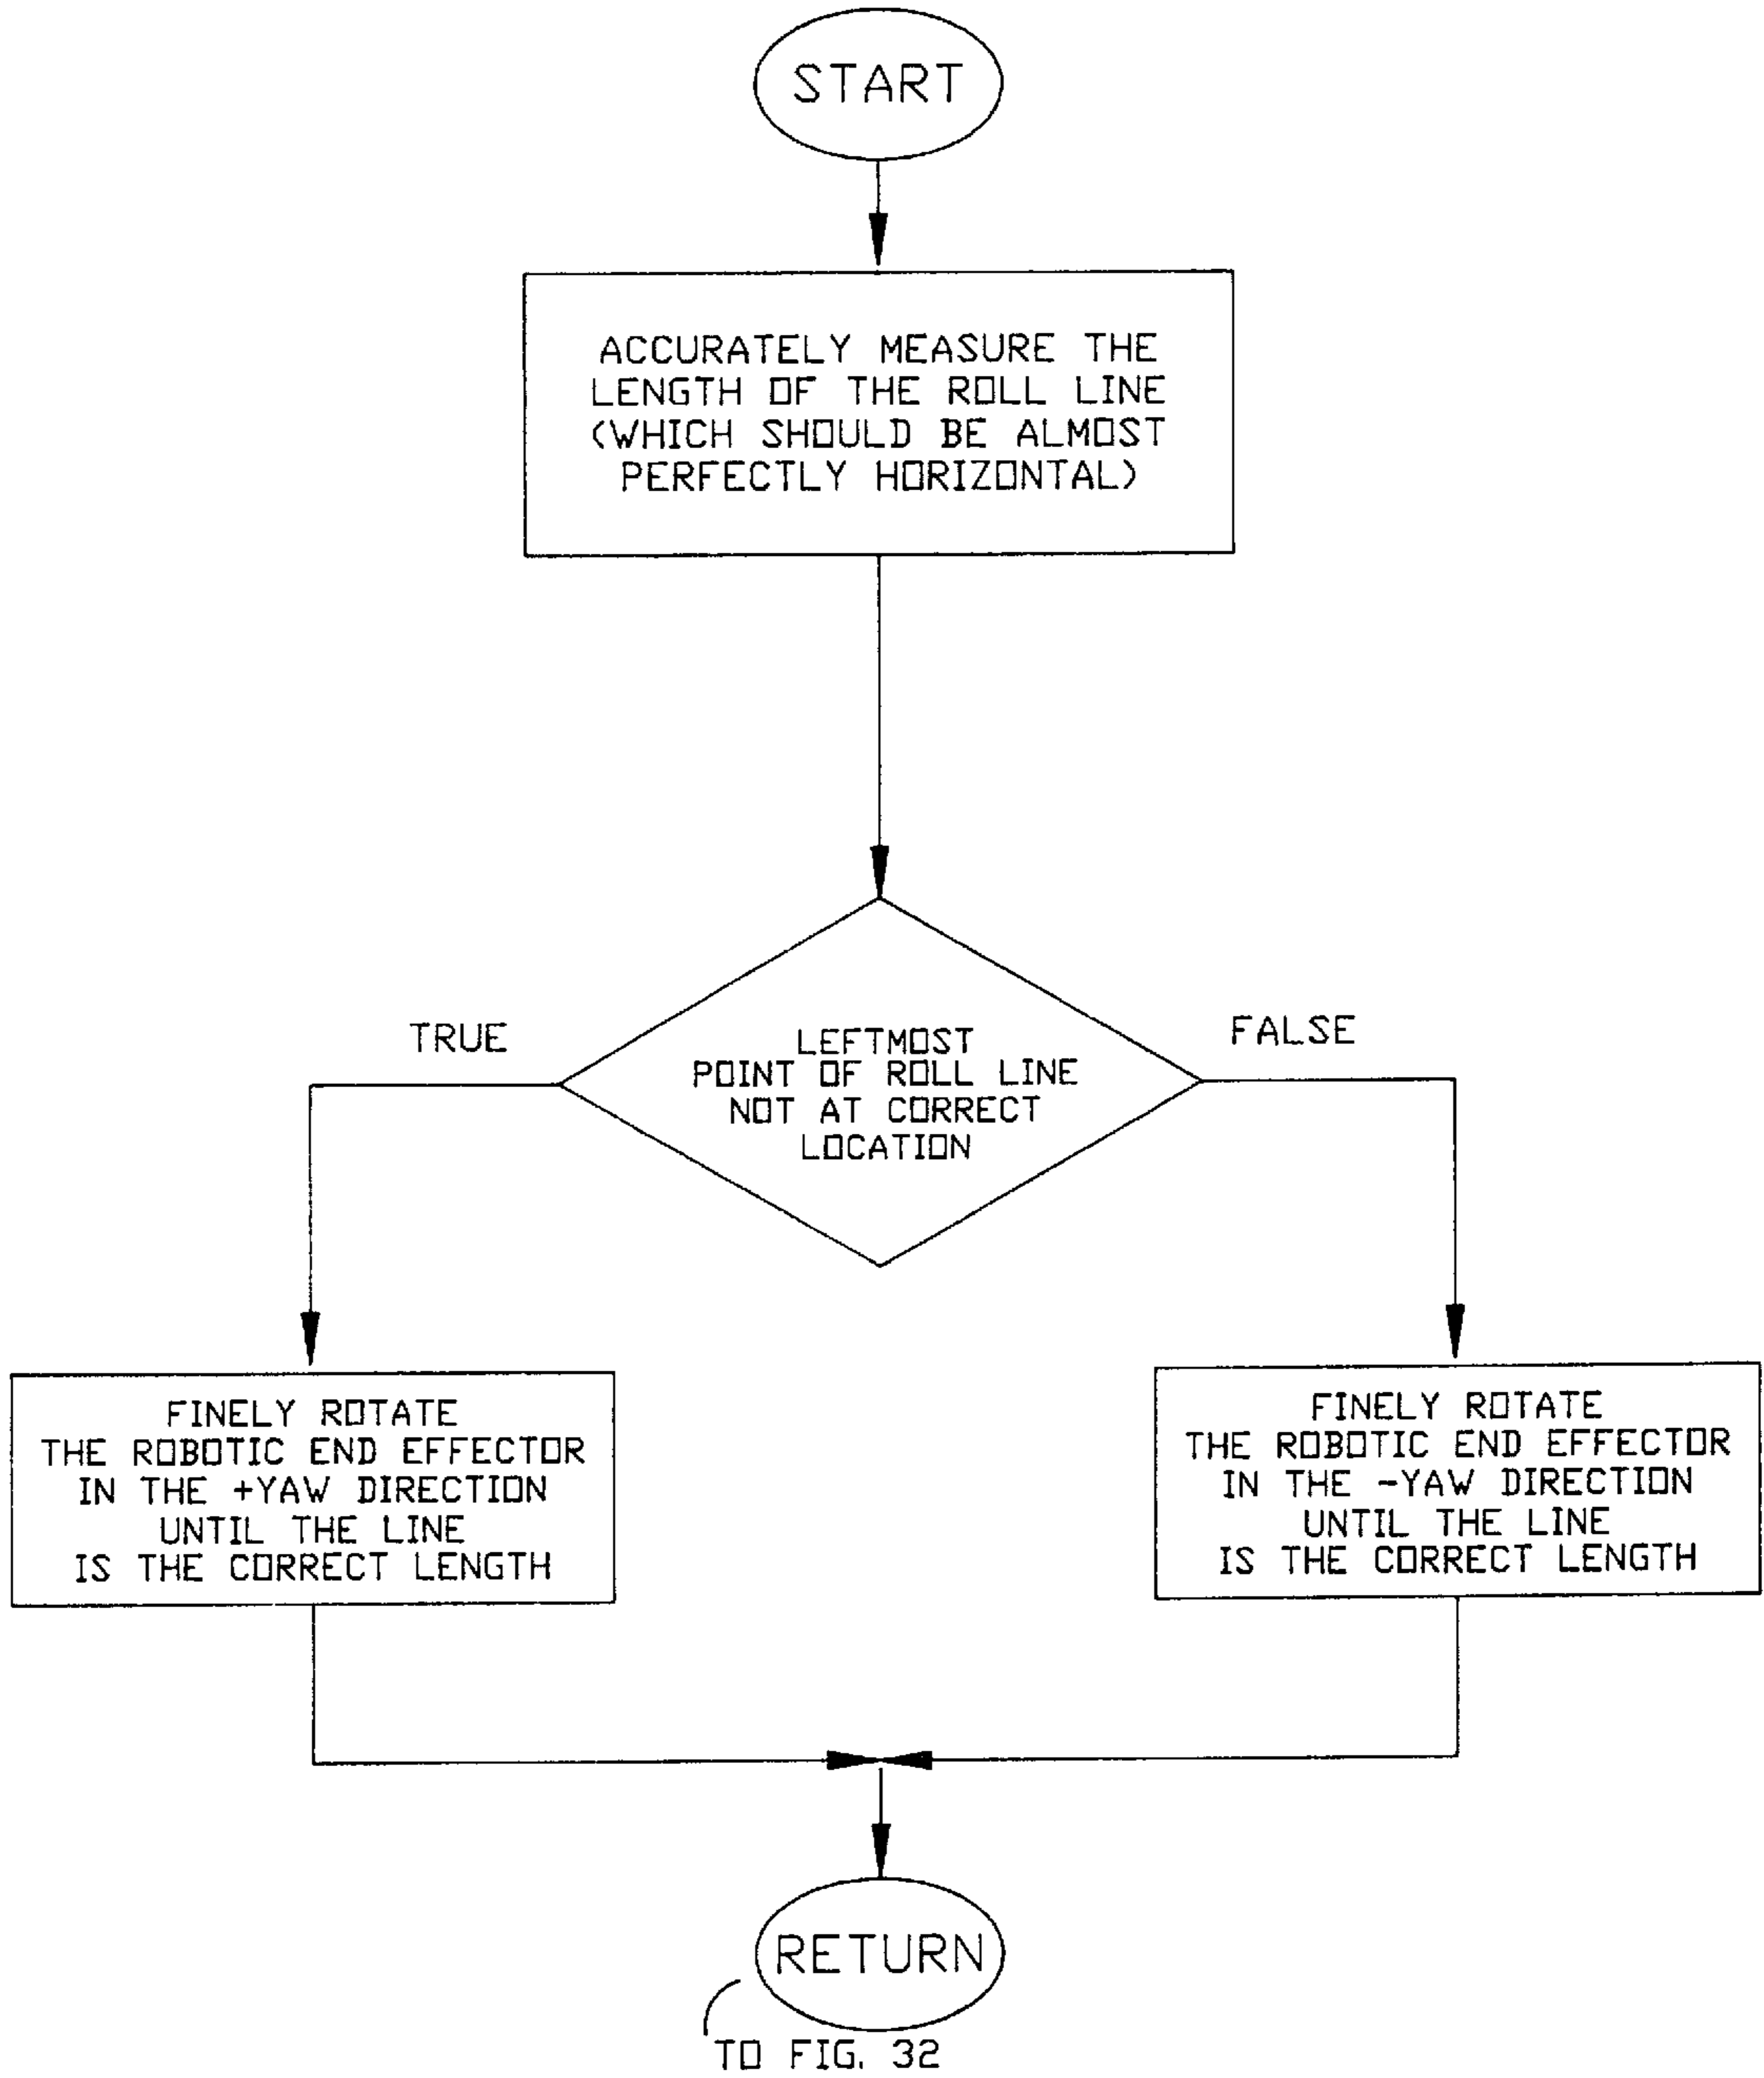 START
ACCURATELY MEASURE THE
LENGTH OF THE ROLL LINE
(WHICH SHOULD BE ALMOST
PERFECTLY HORIZONTAL)
TRUE
FALSE
LEFTMOST
POINT OF ROLL LINE
NOT AT CORRECT
LOCATION
FINELY ROTATE
THE ROBOTIC END EFFECTOR
IN THE +YAW DIRECTION
UNTIL THE LINE
IS THE CORRECT LENGTH
FINELY ROTATE
THE ROBOTIC END EFFECTOR
IN THE -YAW DIRECTION
UNTIL THE LINE
IS THE CORRECT LENGTH
RETURN
TO FIG. 32